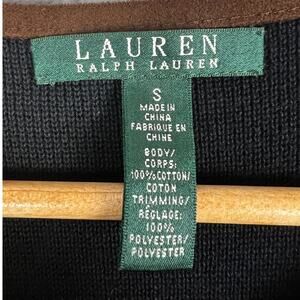 LAUREN
RALPH LAUREN
S
MADE IN
CHINA
FABRIQUE EN
CHINE
BODY/
CORPS:
100% COTTON/
COTON
TRIMMING/
RÉGLAGE:
100%
POLYESTER/
POLYESTER